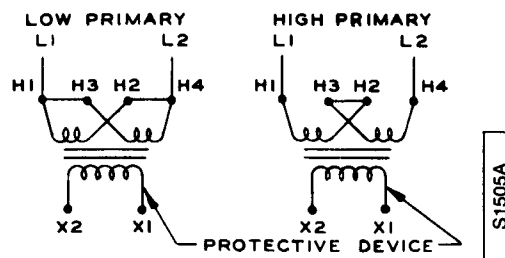 LOW PRIMARY HIGH PRIMARY
L1 L2 L1 L2
H1 H3 H2 H4 H1 H3 H2 H4
X2 X1 X2 X1
PROTECTIVE DEVICE
S1505A